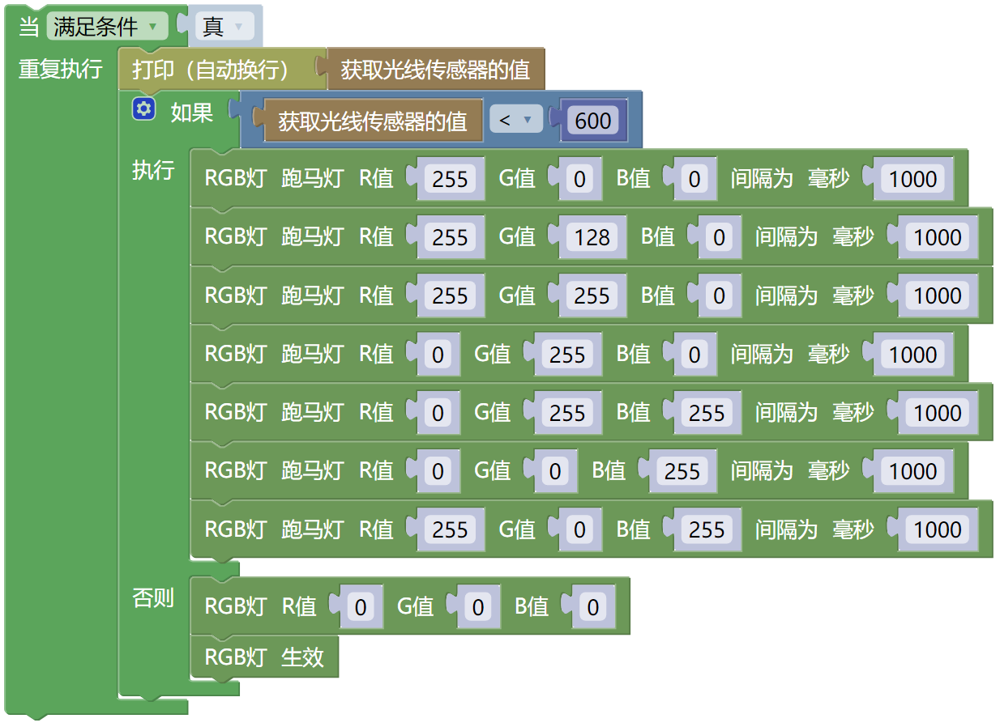 当 满足条件 真
重复执行 打印（自动换行） 获取光线传感器的值
如果 获取光线传感器的值 < 600
执行 RGB灯 跑马灯 R值 255 G值 0 B值 0 间隔为 毫秒 1000
RGB灯 跑马灯 R值 255 G值 128 B值 0 间隔为 毫秒 1000
RGB灯 跑马灯 R值 255 G值 255 B值 0 间隔为 毫秒 1000
RGB灯 跑马灯 R值 0 G值 255 B值 0 间隔为 毫秒 1000
RGB灯 跑马灯 R值 0 G值 255 B值 255 间隔为 毫秒 1000
RGB灯 跑马灯 R值 0 G值 0 B值 255 间隔为 毫秒 1000
RGB灯 跑马灯 R值 255 G值 0 B值 255 间隔为 毫秒 1000
否则 RGB灯 R值 0 G值 0 B值 0
RGB灯 生效